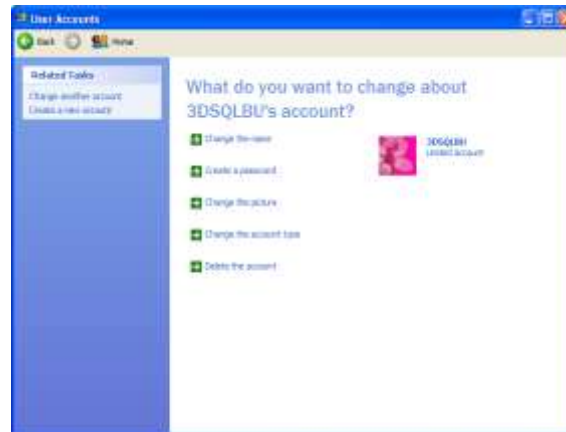 User Accounts
Back Home
Related Tasks
Change another account
Create a new account
What do you want to change about
3DSQLBU's account?
Change the name
3DSQLBU
Limited account
Create a password
Change the picture
Change the account type
Delete the account